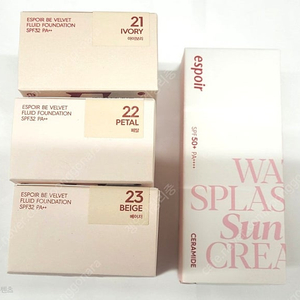 21
IVORY
아이보리
ESPOIR BE VELVET
FLUID FOUNDATION
SPF32 PA++
22
PETAL
페탈
ESPOIR BE VELVET
FLUID FOUNDATION
SPF32 PA++
23
BEIGE
베이지
ESPOIR BE VELVET
FLUID FOUNDATION
SPF32 PA++
espoir
SPF 50+ PA++++
WA
SPLAS
Sun
CREA
CERAMIDE